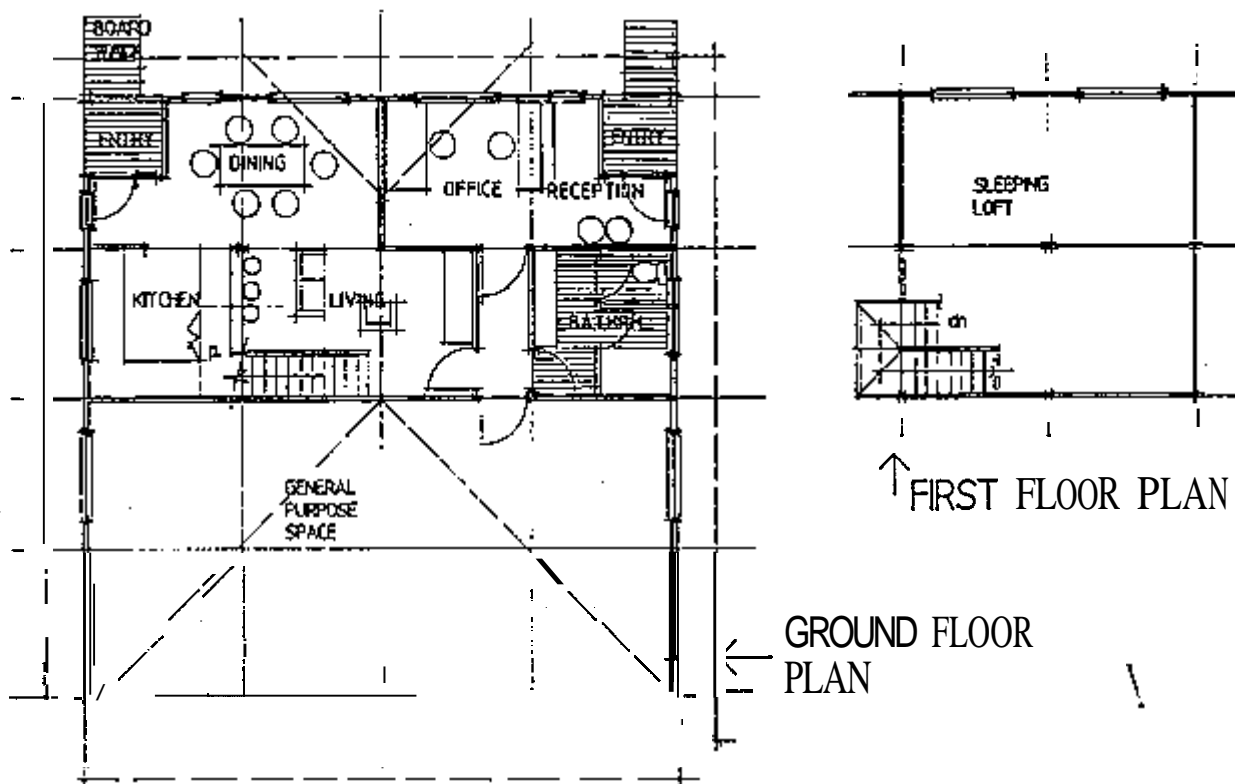 BOARD
WALK
ENTRY
DINING
OFFICE
RECEPTION
ENTRY
KITCHEN
LIVING
BATHRM
GENERAL
PURPOSE
SPACE
SLEEPING
LOFT
dn
FIRST FLOOR PLAN
GROUND FLOOR
PLAN